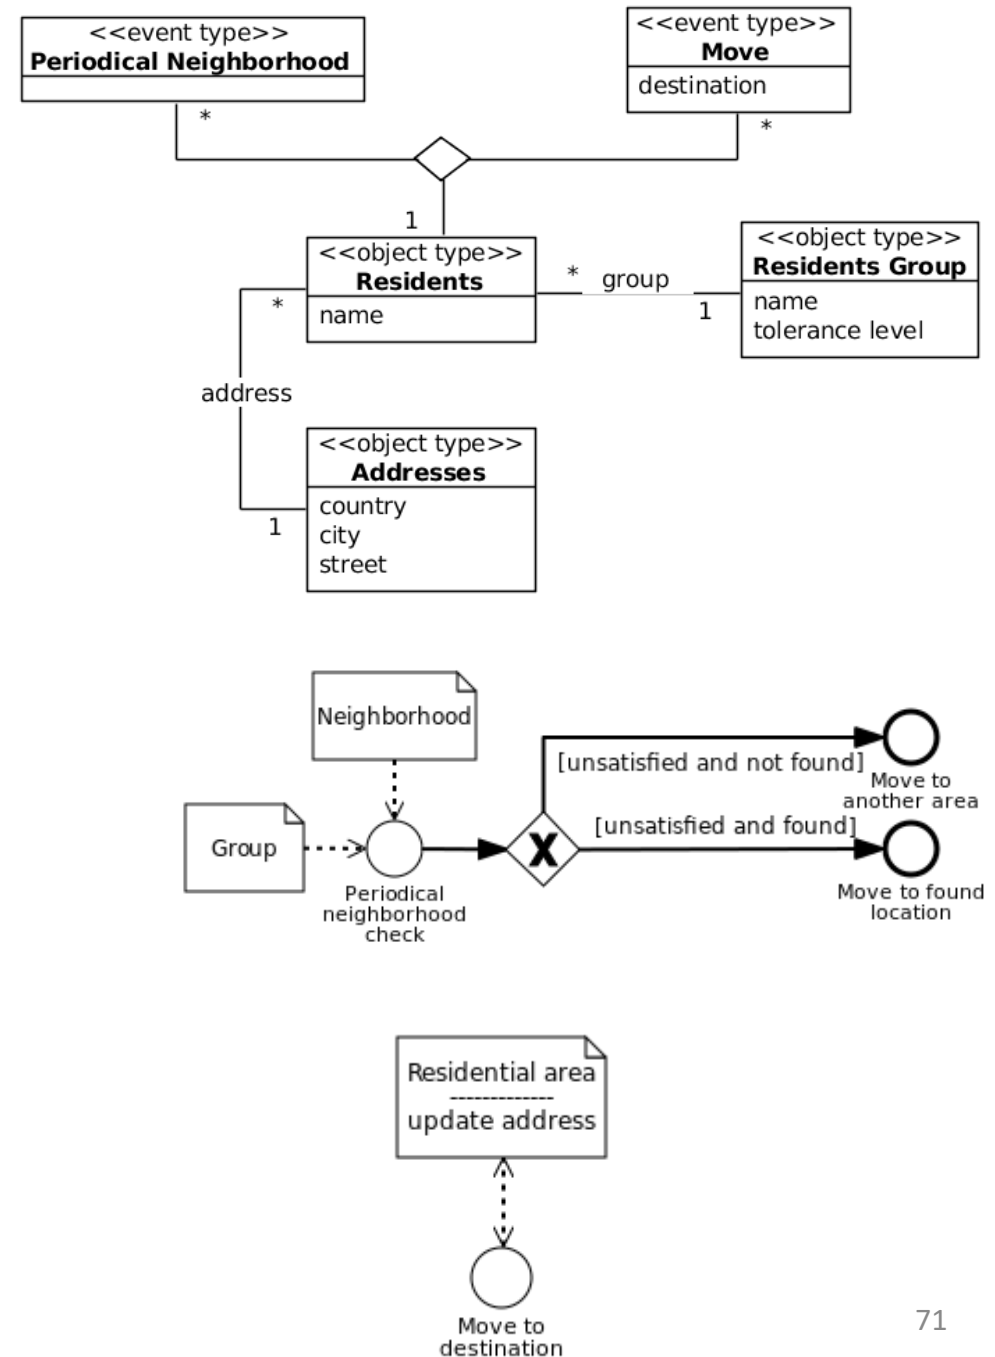 <<event type>>
Periodical Neighborhood
<<event type>>
Move
destination
*
*
1
<<object type>>
Residents
name
*
group
1
<<object type>>
Residents Group
name
tolerance level
*
address
1
<<object type>>
Addresses
country
city
street
Neighborhood
Group
Periodical
neighborhood
check
X
[unsatisfied and not found]
Move to
another area
[unsatisfied and found]
Move to found
location
Residential area
-------------
update address
Move to
destination
71